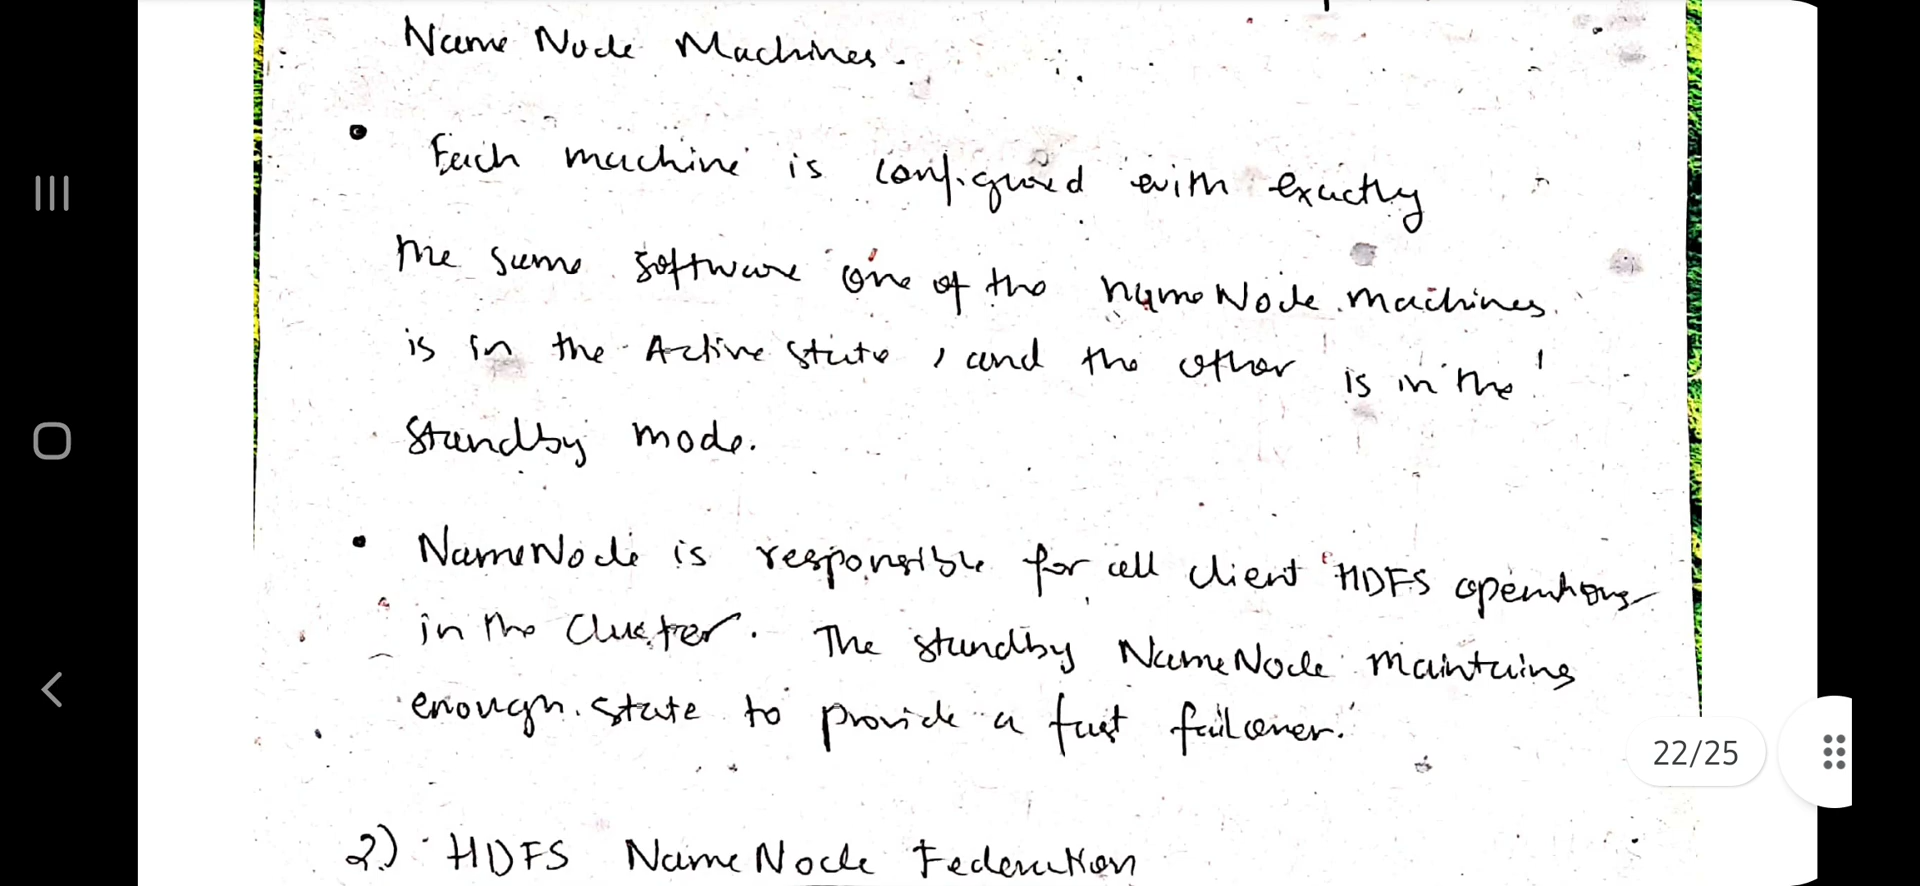 Name Node Machines.
• Each machine is configured with exactly
the same software one of the nameNode machines
is in the Active state, and the other is in the
standby mode.
• NameNode is responsible for all client HDFS operations
in the Cluster. The standby NameNode maintains
enough state to provide a fast failover.
22/25
2) HDFS NameNode Federation